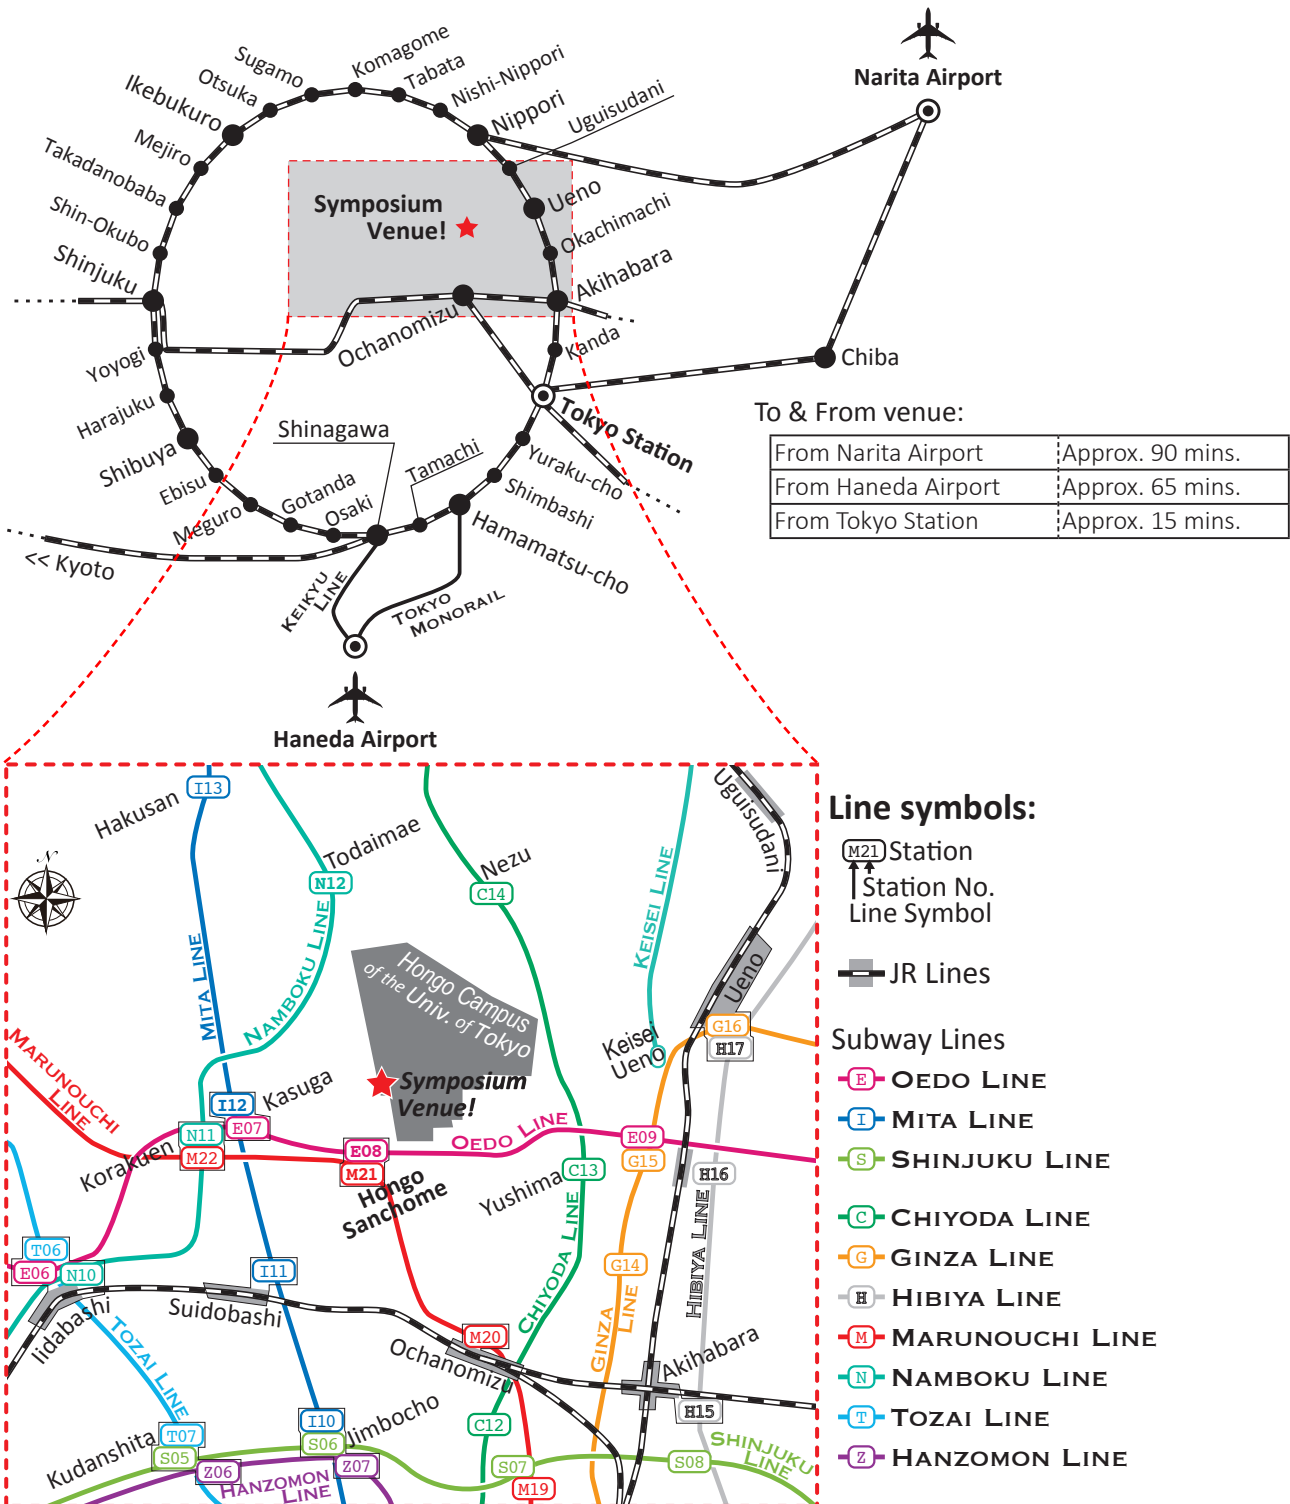 Narita Airport
Komagome
Sugamo
Tabata
Otsuka
Nishi-Nippori
Ikebukuro
Nippori
Uguisudani
Mejiro
Takadanobaba
Ueno
Symposium
Venue!
Shin-Okubo
Okachimachi
Shinjuku
Akihabara
Ochanomizu
Kanda
Yoyogi
Chiba
Harajuku
Tokyo Station
To & From venue:
From Narita Airport Approx. 90 mins.
From Haneda Airport Approx. 65 mins.
From Tokyo Station Approx. 15 mins.
Shinagawa
Shibuya
Tamachi
Yuraku-cho
Ebisu
Gotanda
Shimbashi
Meguro
Osaki
Hamamatsu-cho
<< Kyoto
KEIKYU
LINE
TOKYO
MONORAIL
Haneda Airport
I13
Hakusan
Uguisudani
Todaimae
N12
Nezu
C14
N
KEISEI LINE
MITA LINE
NAMBOKU LINE
Hongo Campus
of the Univ. of Tokyo
Ueno
G16
H17
Keisei
Ueno
MAROUNOUCHI
LINE
Symposium
Venue!
Kasuga
I12
E07
N11
M22
Korakuen
E08
M21
Hongo
Sanchome
OEDO LINE
E09
G15
Yushima
C13
H16
HIBIYA LINE
CHIYODA LINE
T06
E06
N10
Iidabashi
I11
Suidobashi
G14
GINZA
LINE
TOZAI LINE
M20
Ochanomizu
Akihabara
H15
I10
S06
Jimbocho
C12
Kudanshita
T07
S05
Z06
Z07
HANZOMON
LINE
S07
M19
S08
SHINJUKU
LINE
Line symbols:
M21 Station
Station No.
Line Symbol
JR Lines
Subway Lines
E OEDO LINE
I MITA LINE
S SHINJUKU LINE
C CHIYODA LINE
G GINZA LINE
H HIBIYA LINE
M MARUNOUCHI LINE
N NAMBOKU LINE
T TOZAI LINE
Z HANZOMON LINE